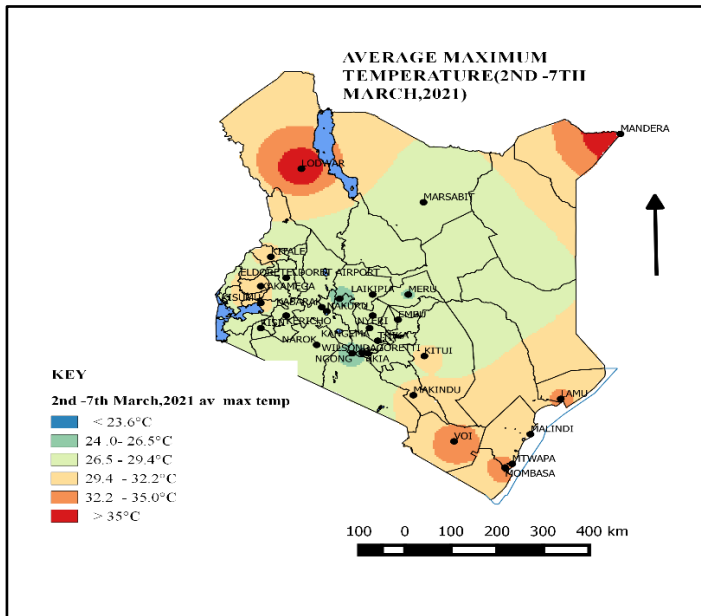 AVERAGE MAXIMUM
TEMPERATURE(2ND -7TH
MARCH,2021)
MANDERA
LODWAR
MARSABIT
KITALE
ELDORET
ELDORET AIRPORT
KAKAMEGA
LAIKIPIA
MERU
KISUMU
KABARAK
NAKURU
KISII
KERICHO
NYERI
EMBU
KANGEMA
THIKA
NAROK
WILSON
DAGORETTI
KITUI
NGONG
JKIA
KEY
MAKINDU
2nd -7th March,2021 av max temp
LAMU
< 23.6°C
24 .0- 26.5°C
MALINDI
VOI
26.5 - 29.4°C
MTWAPA
29.4 - 32.2°C
MOMBASA
32.2 - 35.0°C
> 35°C
100 0 100 200 300 400 km